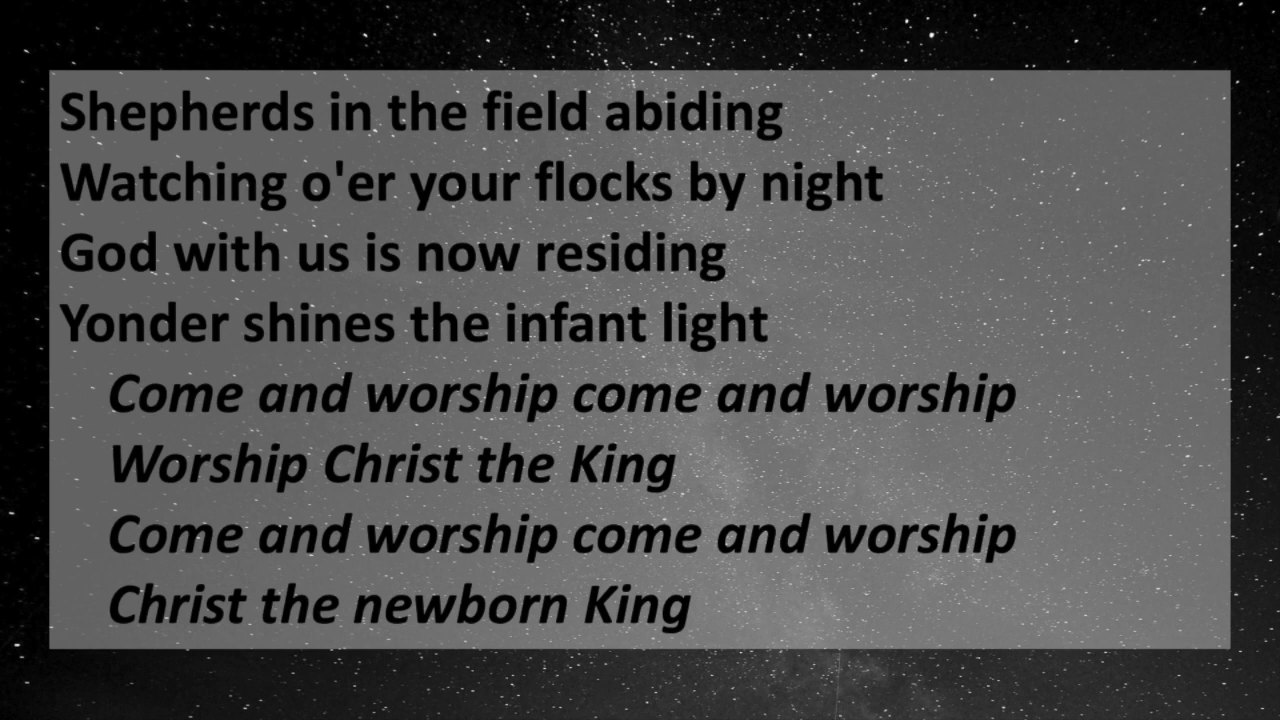 Shepherds in the field abiding
Watching o'er your flocks by night
God with us is now residing
Yonder shines the infant light
Come and worship come and worship
Worship Christ the King
Come and worship come and worship
Christ the newborn King